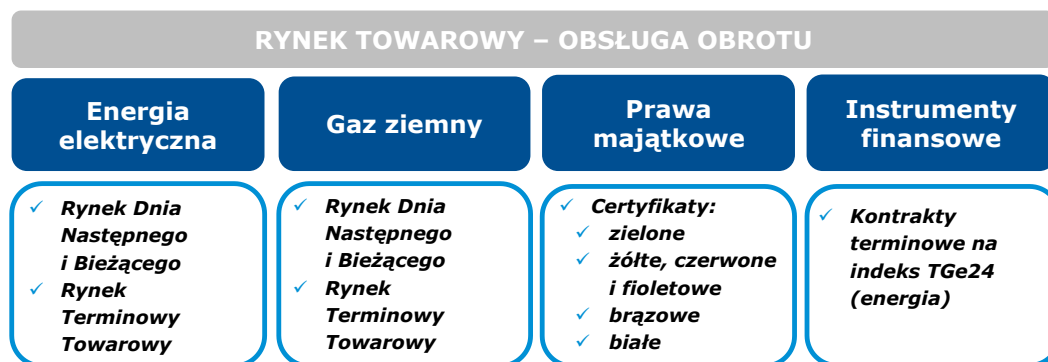 RYNEK TOWAROWY – OBSŁUGA OBROTU
Energia
elektryczna
Gaz ziemny
Prawa
majątkowe
Instrumenty
finansowe
✓ Rynek Dnia
Następnego
i Bieżącego
✓ Rynek
Terminowy
Towarowy
✓ Rynek Dnia
Następnego
i Bieżącego
✓ Rynek
Terminowy
Towarowy
✓ Certyfikaty:
✓ zielone
✓ żółte, czerwone
i fioletowe
✓ brązowe
✓ białe
✓ Kontrakty
terminowe na
indeks TGe24
(energia)